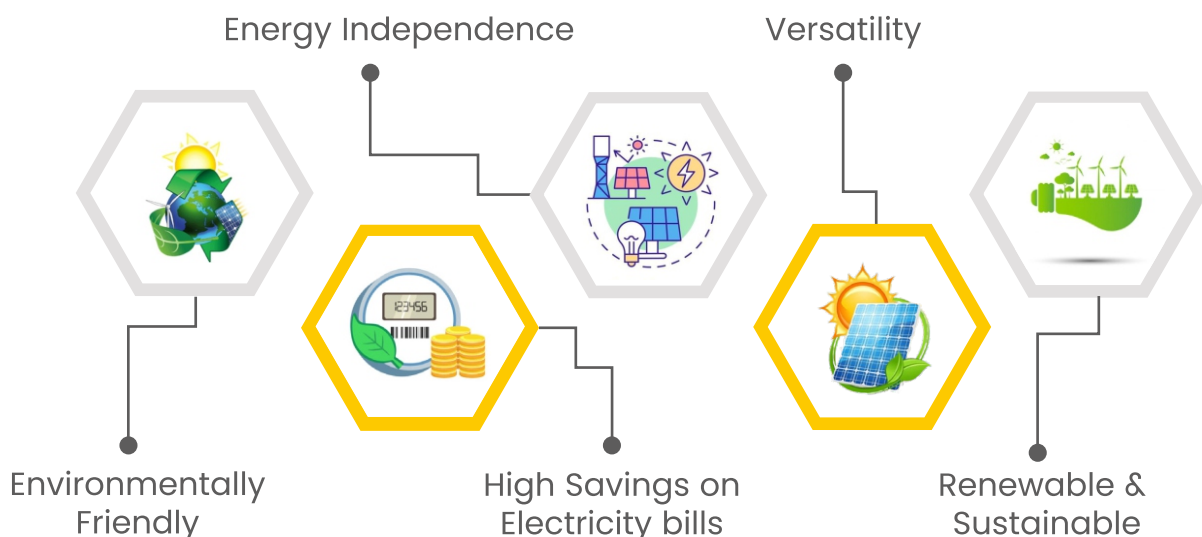 Energy Independence
Versatility
123456
Environmentally
Friendly
High Savings on
Electricity bills
Renewable &
Sustainable